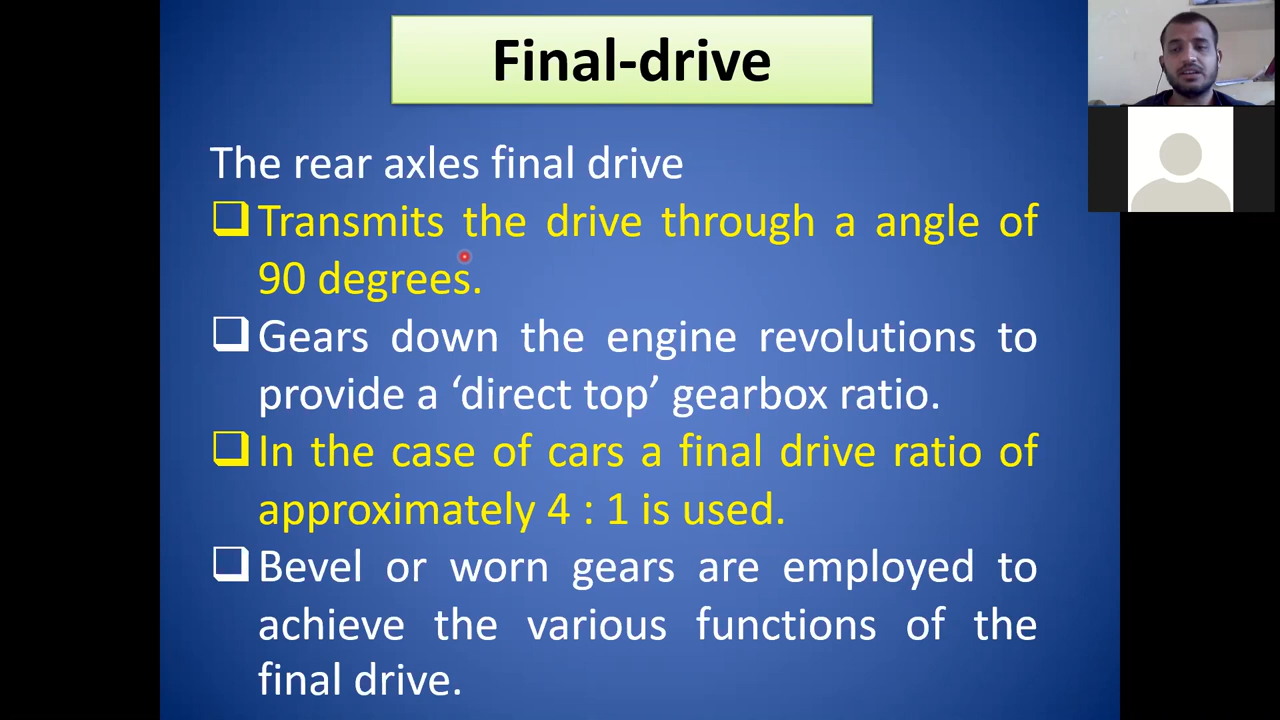 Final-drive
The rear axles final drive
Transmits the drive through a angle of
90 degrees.
Gears down the engine revolutions to
provide a ‘direct top’ gearbox ratio.
In the case of cars a final drive ratio of
approximately 4 : 1 is used.
Bevel or worn gears are employed to
achieve the various functions of the
final drive.